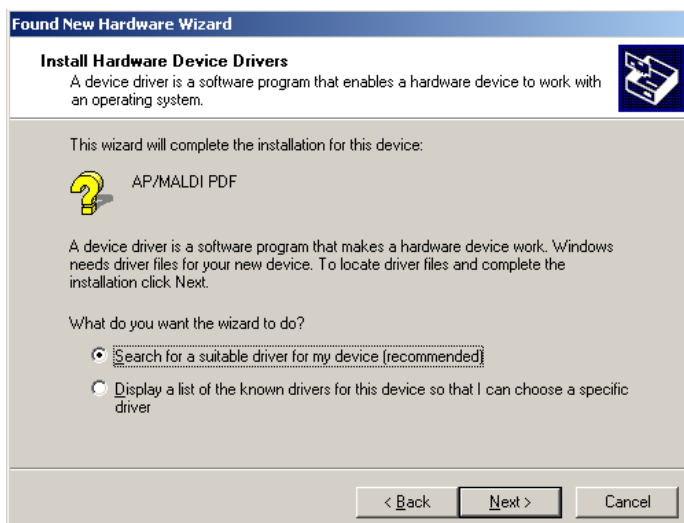 Found New Hardware Wizard
Install Hardware Device Drivers
A device driver is a software program that enables a hardware device to work with
an operating system.
This wizard will complete the installation for this device:
AP/MALDI PDF
A device driver is a software program that makes a hardware device work. Windows
needs driver files for your new device. To locate driver files and complete the
installation click Next.
What do you want the wizard to do?
Search for a suitable driver for my device (recommended)
Display a list of the known drivers for this device so that I can choose a specific
driver
< Back
Next >
Cancel